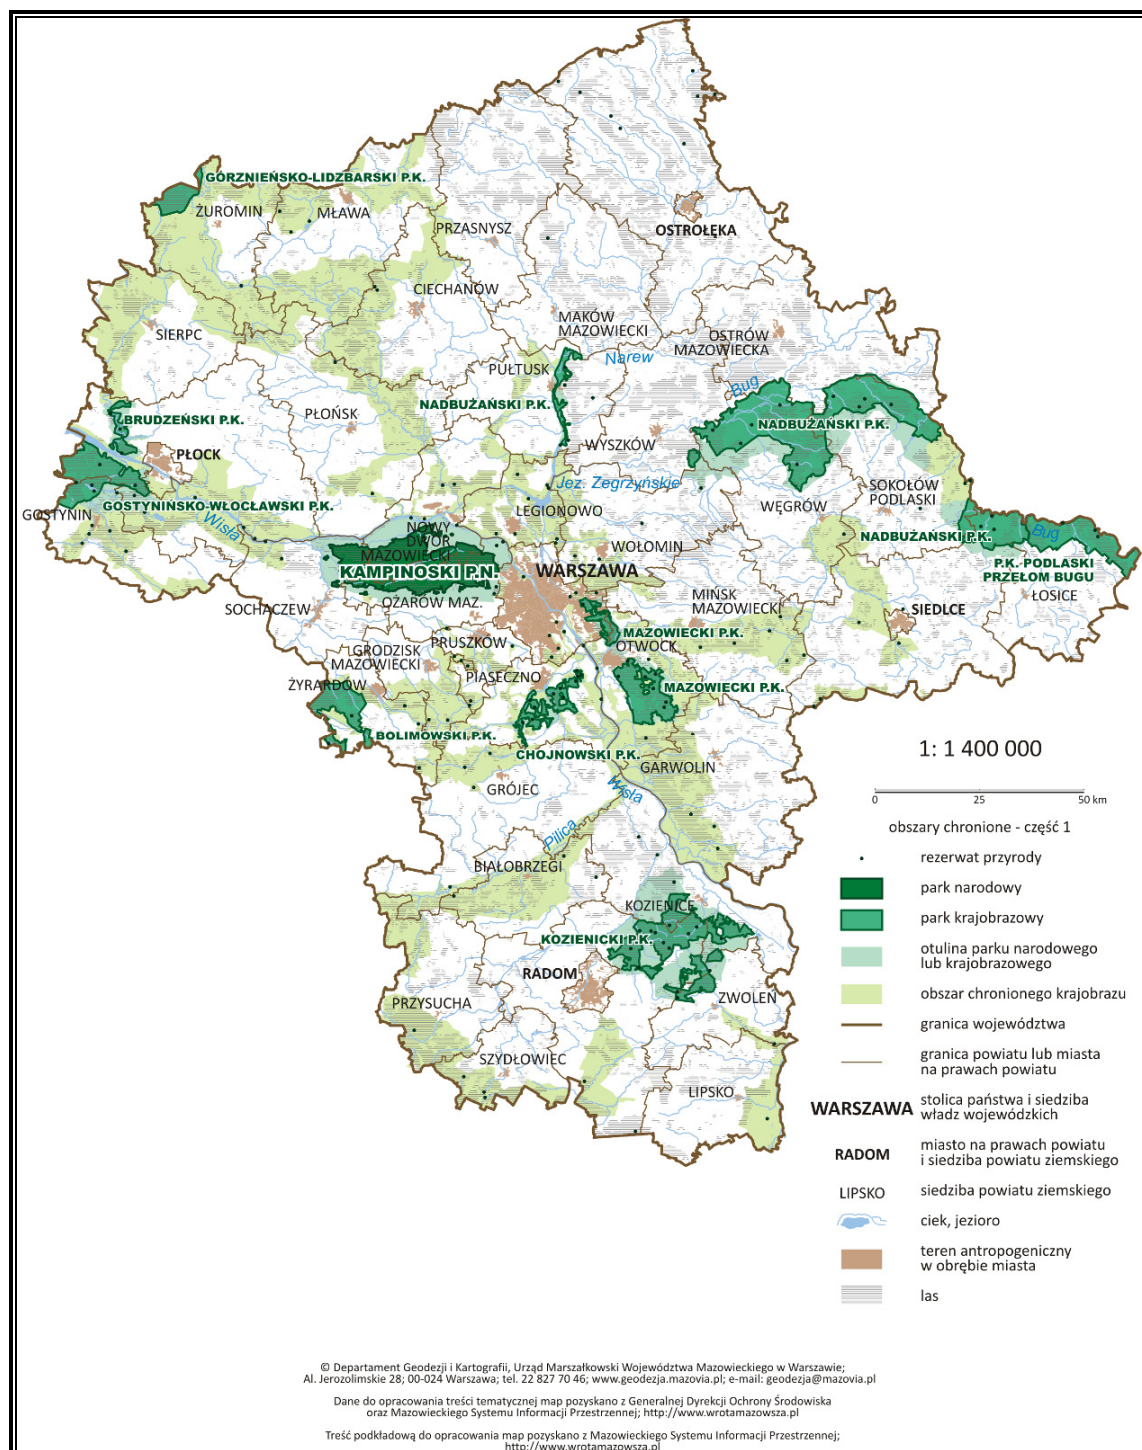 GÓRZNIEŃSKO-LIDZBARSKI P.K.
ŻUROMIN
MŁAWA
PRZASNYSZ
OSTROŁĘKA
CIECHANÓW
SIERPC
MAKÓW
MAZOWIECKI
OSTRÓW
MAZOWIECKA
Narew
PUŁTUSK
Bug
NADBUŻAŃSKI P.K.
PŁOŃSK
BRUDZEŃSKI P.K.
NADBUŻAŃSKI P.K.
WYSZKÓW
PŁOCK
Jez. Zegrzyńskie
SOKOŁÓW
PODLASKI
WĘGRÓW
GOSTYNIŃSKO-WŁOCŁAWSKI P.K.
GOSTYNIN
LEGIONOWO
Wisła
NOWY
DWÓR
MAZOWIECKI
NADBUŻAŃSKI P.K.
Bug
WOŁOMIN
KAMPINOSKI P.N.
WARSZAWA
P.K. PODLASKI
PRZEŁOM BUGU
ŁOSICE
MIŃSK
MAZOWIECKI
OŻARÓW MAZ.
SOCHACZEW
SIEDLCE
MAZOWIECKI P.K.
PRUSZKÓW
OTWOCK
GRODZISK
MAZOWIECKI
PIASECZNO
ŻYRARDÓW
MAZOWIECKI P.K.
BOLIMOWSKI P.K.
CHOJNOWSKI P.K.
GARWOLIN
GRÓJEC
Wisła
Pilica
BIAŁOBRZEGI
KOZIENICE
KOZIENICKI P.K.
RADOM
ZWOLEŃ
PRZYSUCHA
SZYDŁOWIEC
LIPSKO
1: 1 400 000
0 25 50 km
obszary chronione - część 1
rezerwat przyrody
park narodowy
park krajobrazowy
otulina parku narodowego
lub krajobrazowego
obszar chronionego krajobrazu
granica województwa
granica powiatu lub miasta
na prawach powiatu
WARSZAWA stolica państwa i siedziba
władz wojewódzkich
RADOM miasto na prawach powiatu
i siedziba powiatu ziemskiego
LIPSKO siedziba powiatu ziemskiego
ciek, jezioro
teren antropogeniczny
w obrębie miasta
las
© Departament Geodezji i Kartografii, Urząd Marszałkowski Województwa Mazowieckiego w Warszawie;
Al. Jerozolimskie 28; 00-024 Warszawa; tel. 22 827 70 46; www.geodezja.mazovia.pl; e-mail: geodezja@mazovia.pl
Dane do opracowania treści tematycznej map pozyskano z Generalnej Dyrekcji Ochrony Środowiska
oraz Mazowieckiego Systemu Informacji Przestrzennej; http://www.wrotamazowsza.pl
Treść podkładową do opracowania map pozyskano z Mazowieckiego Systemu Informacji Przestrzennej;
http://www.wrotamazowsza.pl